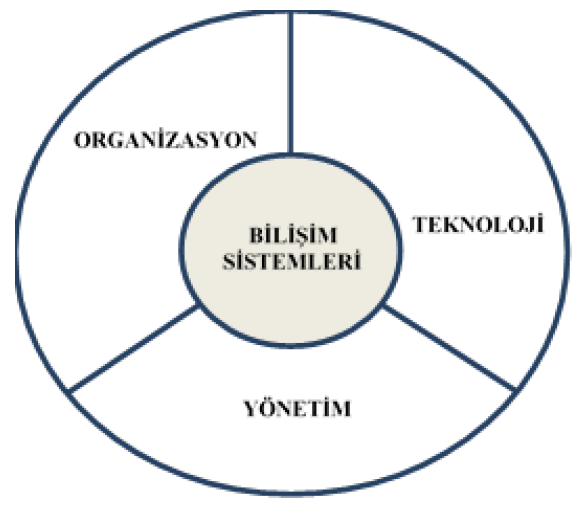 ORGANİZASYON
TEKNOLOJİ
BİLİŞİM
SİSTEMLERİ
YÖNETİM